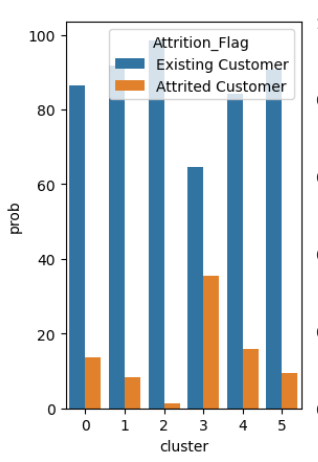 Attrition_Flag
Existing Customer
Attrited Customer
100
80
60
40
20
0
prob
0 1 2 3 4 5
cluster